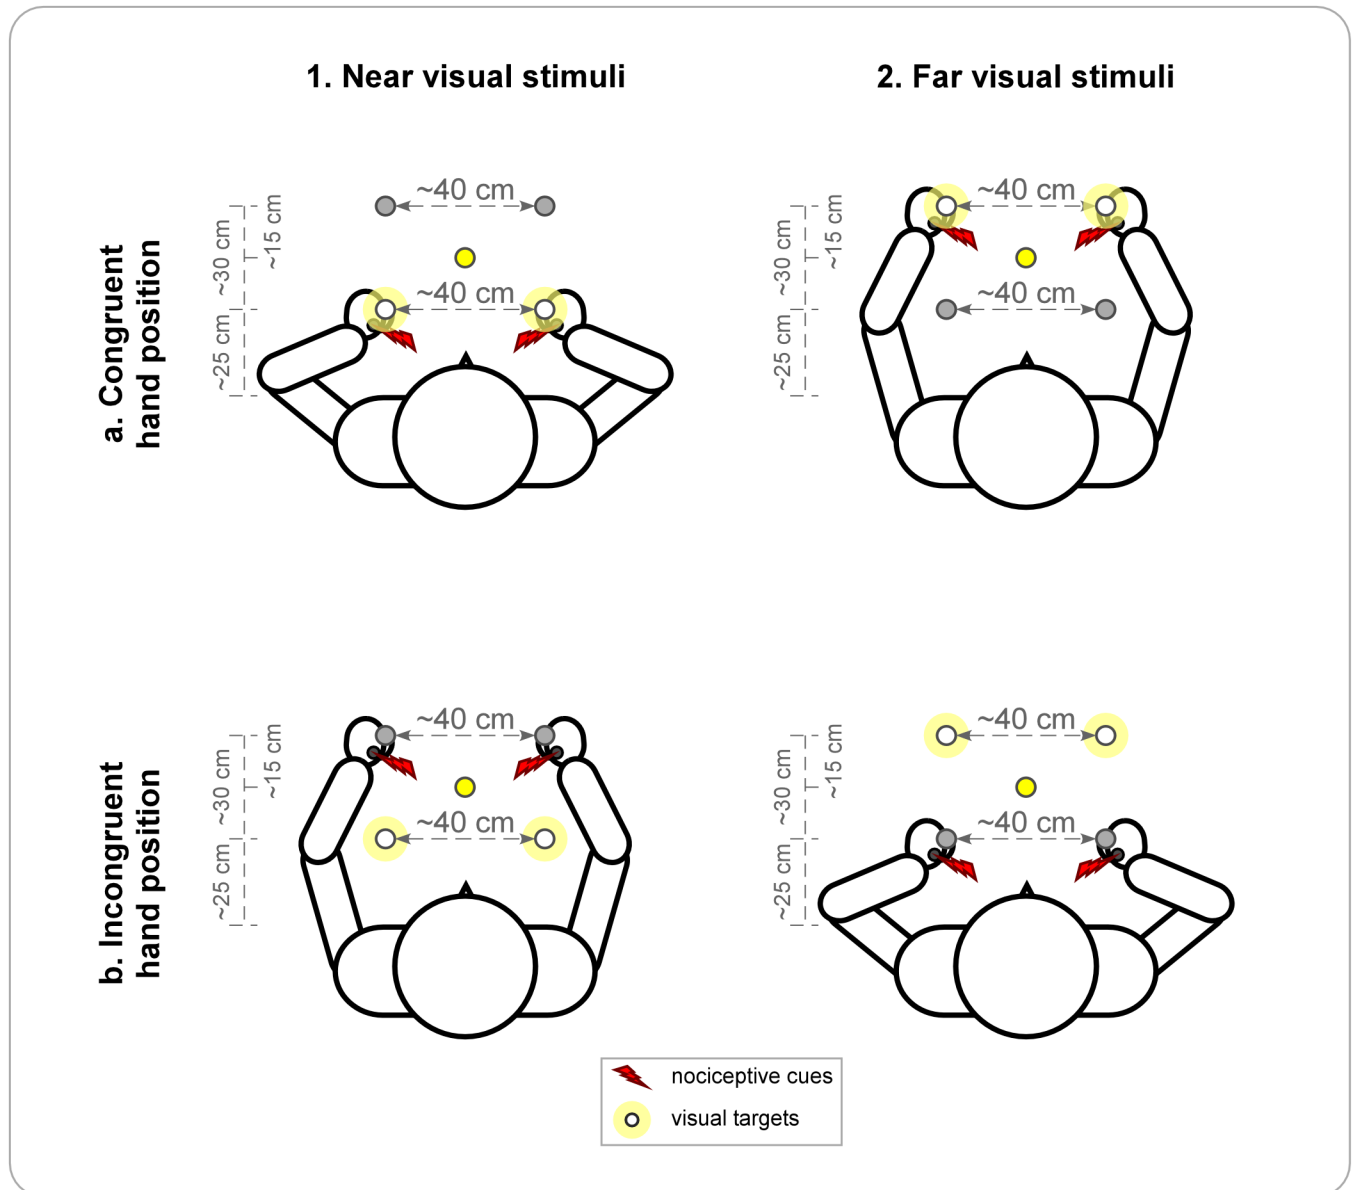 1. Near visual stimuli
2. Far visual stimuli
a. Congruent
hand position
~40 cm
~40 cm
~30 cm
~15 cm
~25 cm
~40 cm
~40 cm
~30 cm
~15 cm
~25 cm
b. Incongruent
hand position
~40 cm
~40 cm
~30 cm
~15 cm
~25 cm
~40 cm
~40 cm
~30 cm
~15 cm
~25 cm
nociceptive cues
visual targets